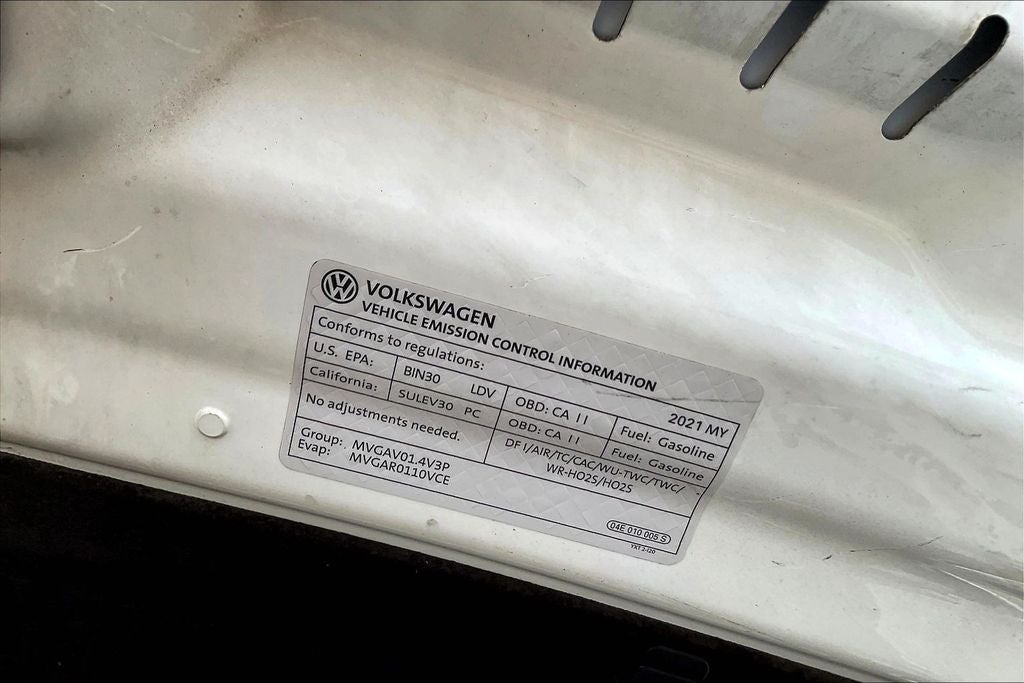 VOLKSWAGEN
VEHICLE EMISSION CONTROL INFORMATION
Conforms to regulations: 2021 MY
U.S. EPA: BIN30 LDV OBD: CA II Fuel: Gasoline
California: SULEV30 PC OBD: CA II Fuel: Gasoline
No adjustments needed. DFI/AIR/TC/CAC/WU-TWC/TWC/
WR-HO2S/HO2S
Group: MVGAV01.4V3P
Evap: MVGAR0110VCE
04E 010 005 S